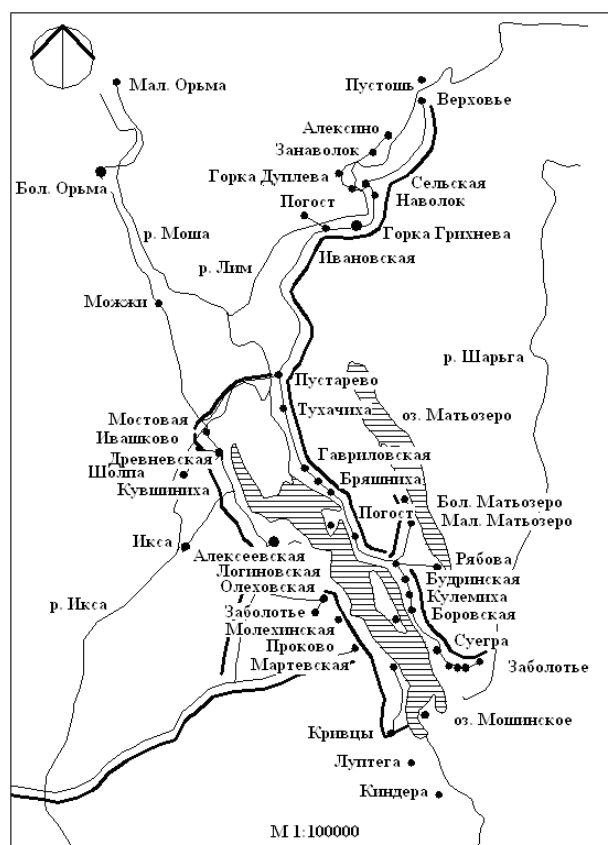 Мал. Орьма
Пустошь
Верховье
Алексино
Занаволок
Бол. Орьма
Горка Дуплева
Сельская
Погост
Наволок
р. Моша
Горка Грихнева
Ивановская
р. Лим
Можжи
р. Шарьга
Пустарево
Тухачиха
оз. Матьозеро
Мостовая
Ивашково
Древневская
Шолпа
Кувшиниха
Гавриловская
Бряшниха
Погост
Бол. Матьозеро
Мал. Матьозеро
Икса
Алексеевская
Логиновская
Олеховская
Рябова
Будринская
Кулемиха
Боровская
р. Икса
Заболотье
Молехинская
Проково
Мартевская
Суегра
Заболотье
оз. Мошинское
Кривцы
Луптега
Киндера
М 1:100000